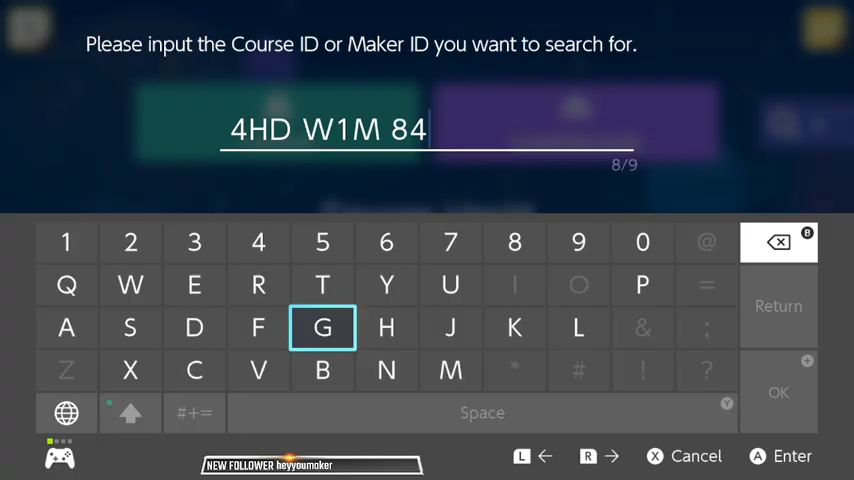 Please input the Course ID or Maker ID you want to search for.
4HD W1M 84
8/9
1 2 3 4 5 6 7 8 9 0 @ B
Q W E R T Y U I O P = Return
A S D F G H J K L & ;
Z X C V B N M * # ! ? + OK
#+= Space Y
L ← R → X Cancel A Enter
NEW FOLLOWER heyyoumaker